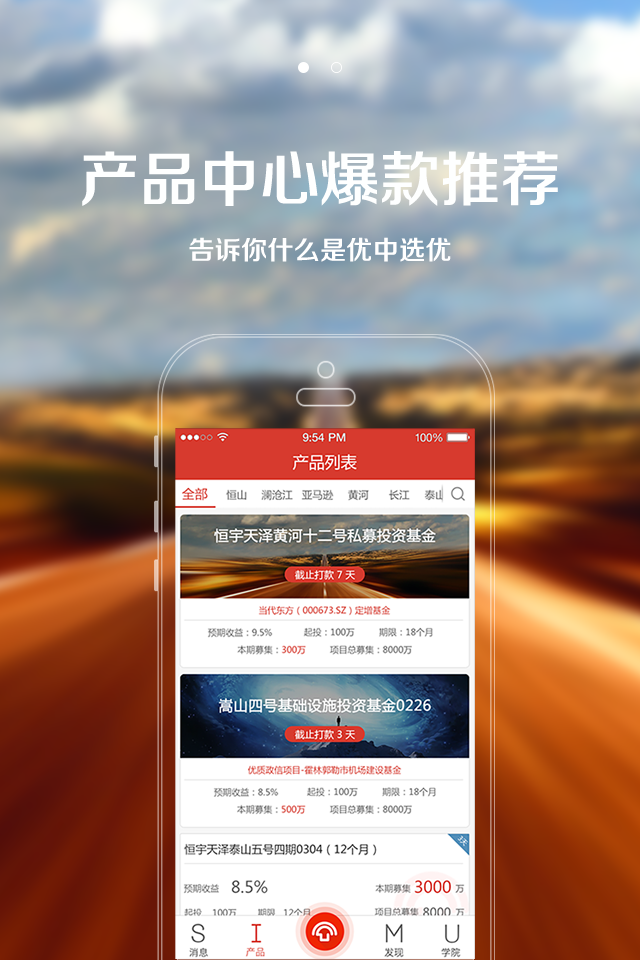 产品中心爆款推荐
告诉你什么是优中选优
9:54 PM 100%
产品列表
全部 恒山 澜沧江 亚马逊 黄河 长江 泰山
恒宇天泽黄河十二号私募投资基金
截止打款 7 天
当代东方（000673.SZ）定增基金
预期收益：9.5% 起投：100万 期限：18个月
本期募集：300万 项目总募集：8000万
嵩山四号基础设施投资基金0226
截止打款 3 天
优质政信项目-霍林郭勒市机场建设基金
预期收益：8.5% 起投：100万 期限：18个月
本期募集：500万 项目总募集：8000万
恒宇天泽泰山五号四期0304（12个月）
3天
预期收益 8.5% 本期募集 3000 万
起投 100万 期限 12个月 项目总募集 8000 万
S I M U
消息 产品 发现 学院